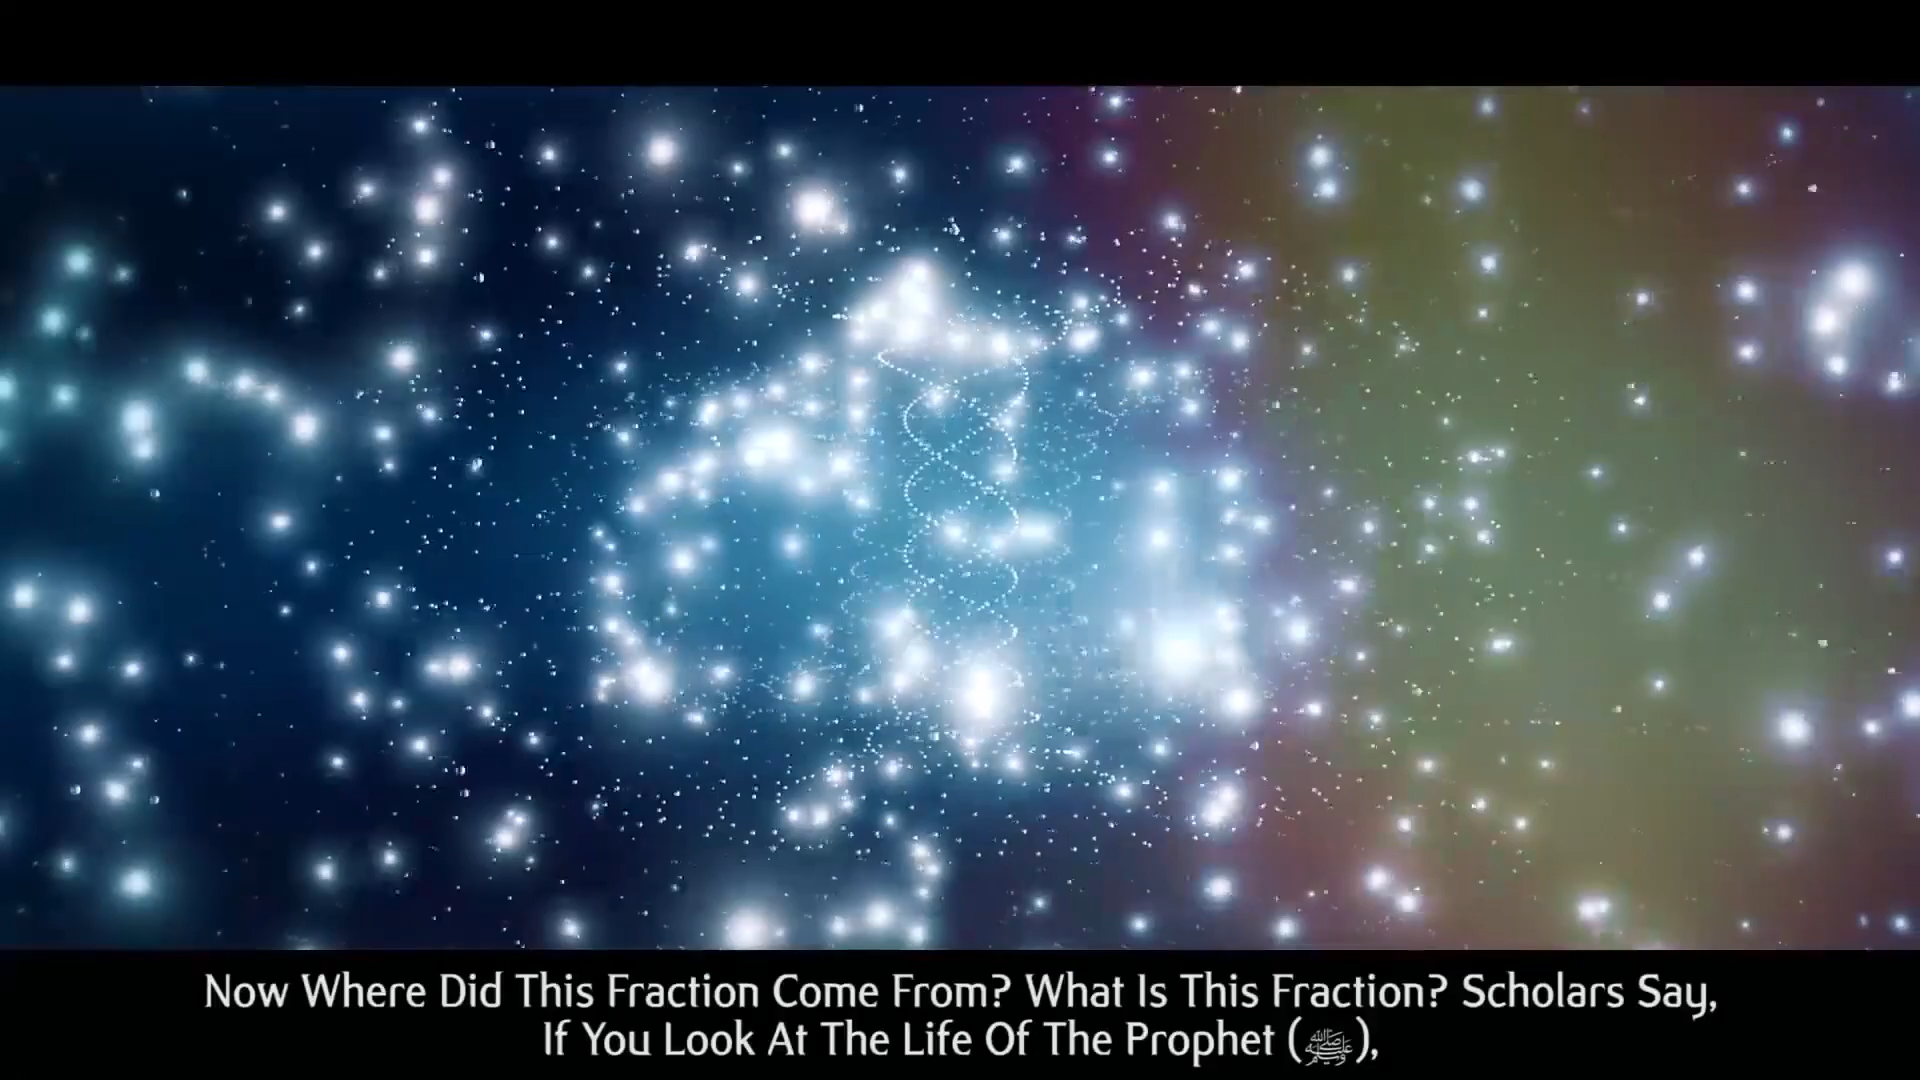 Now Where Did This Fraction Come From? What Is This Fraction? Scholars Say,
If You Look At The Life Of The Prophet (ﷺ),